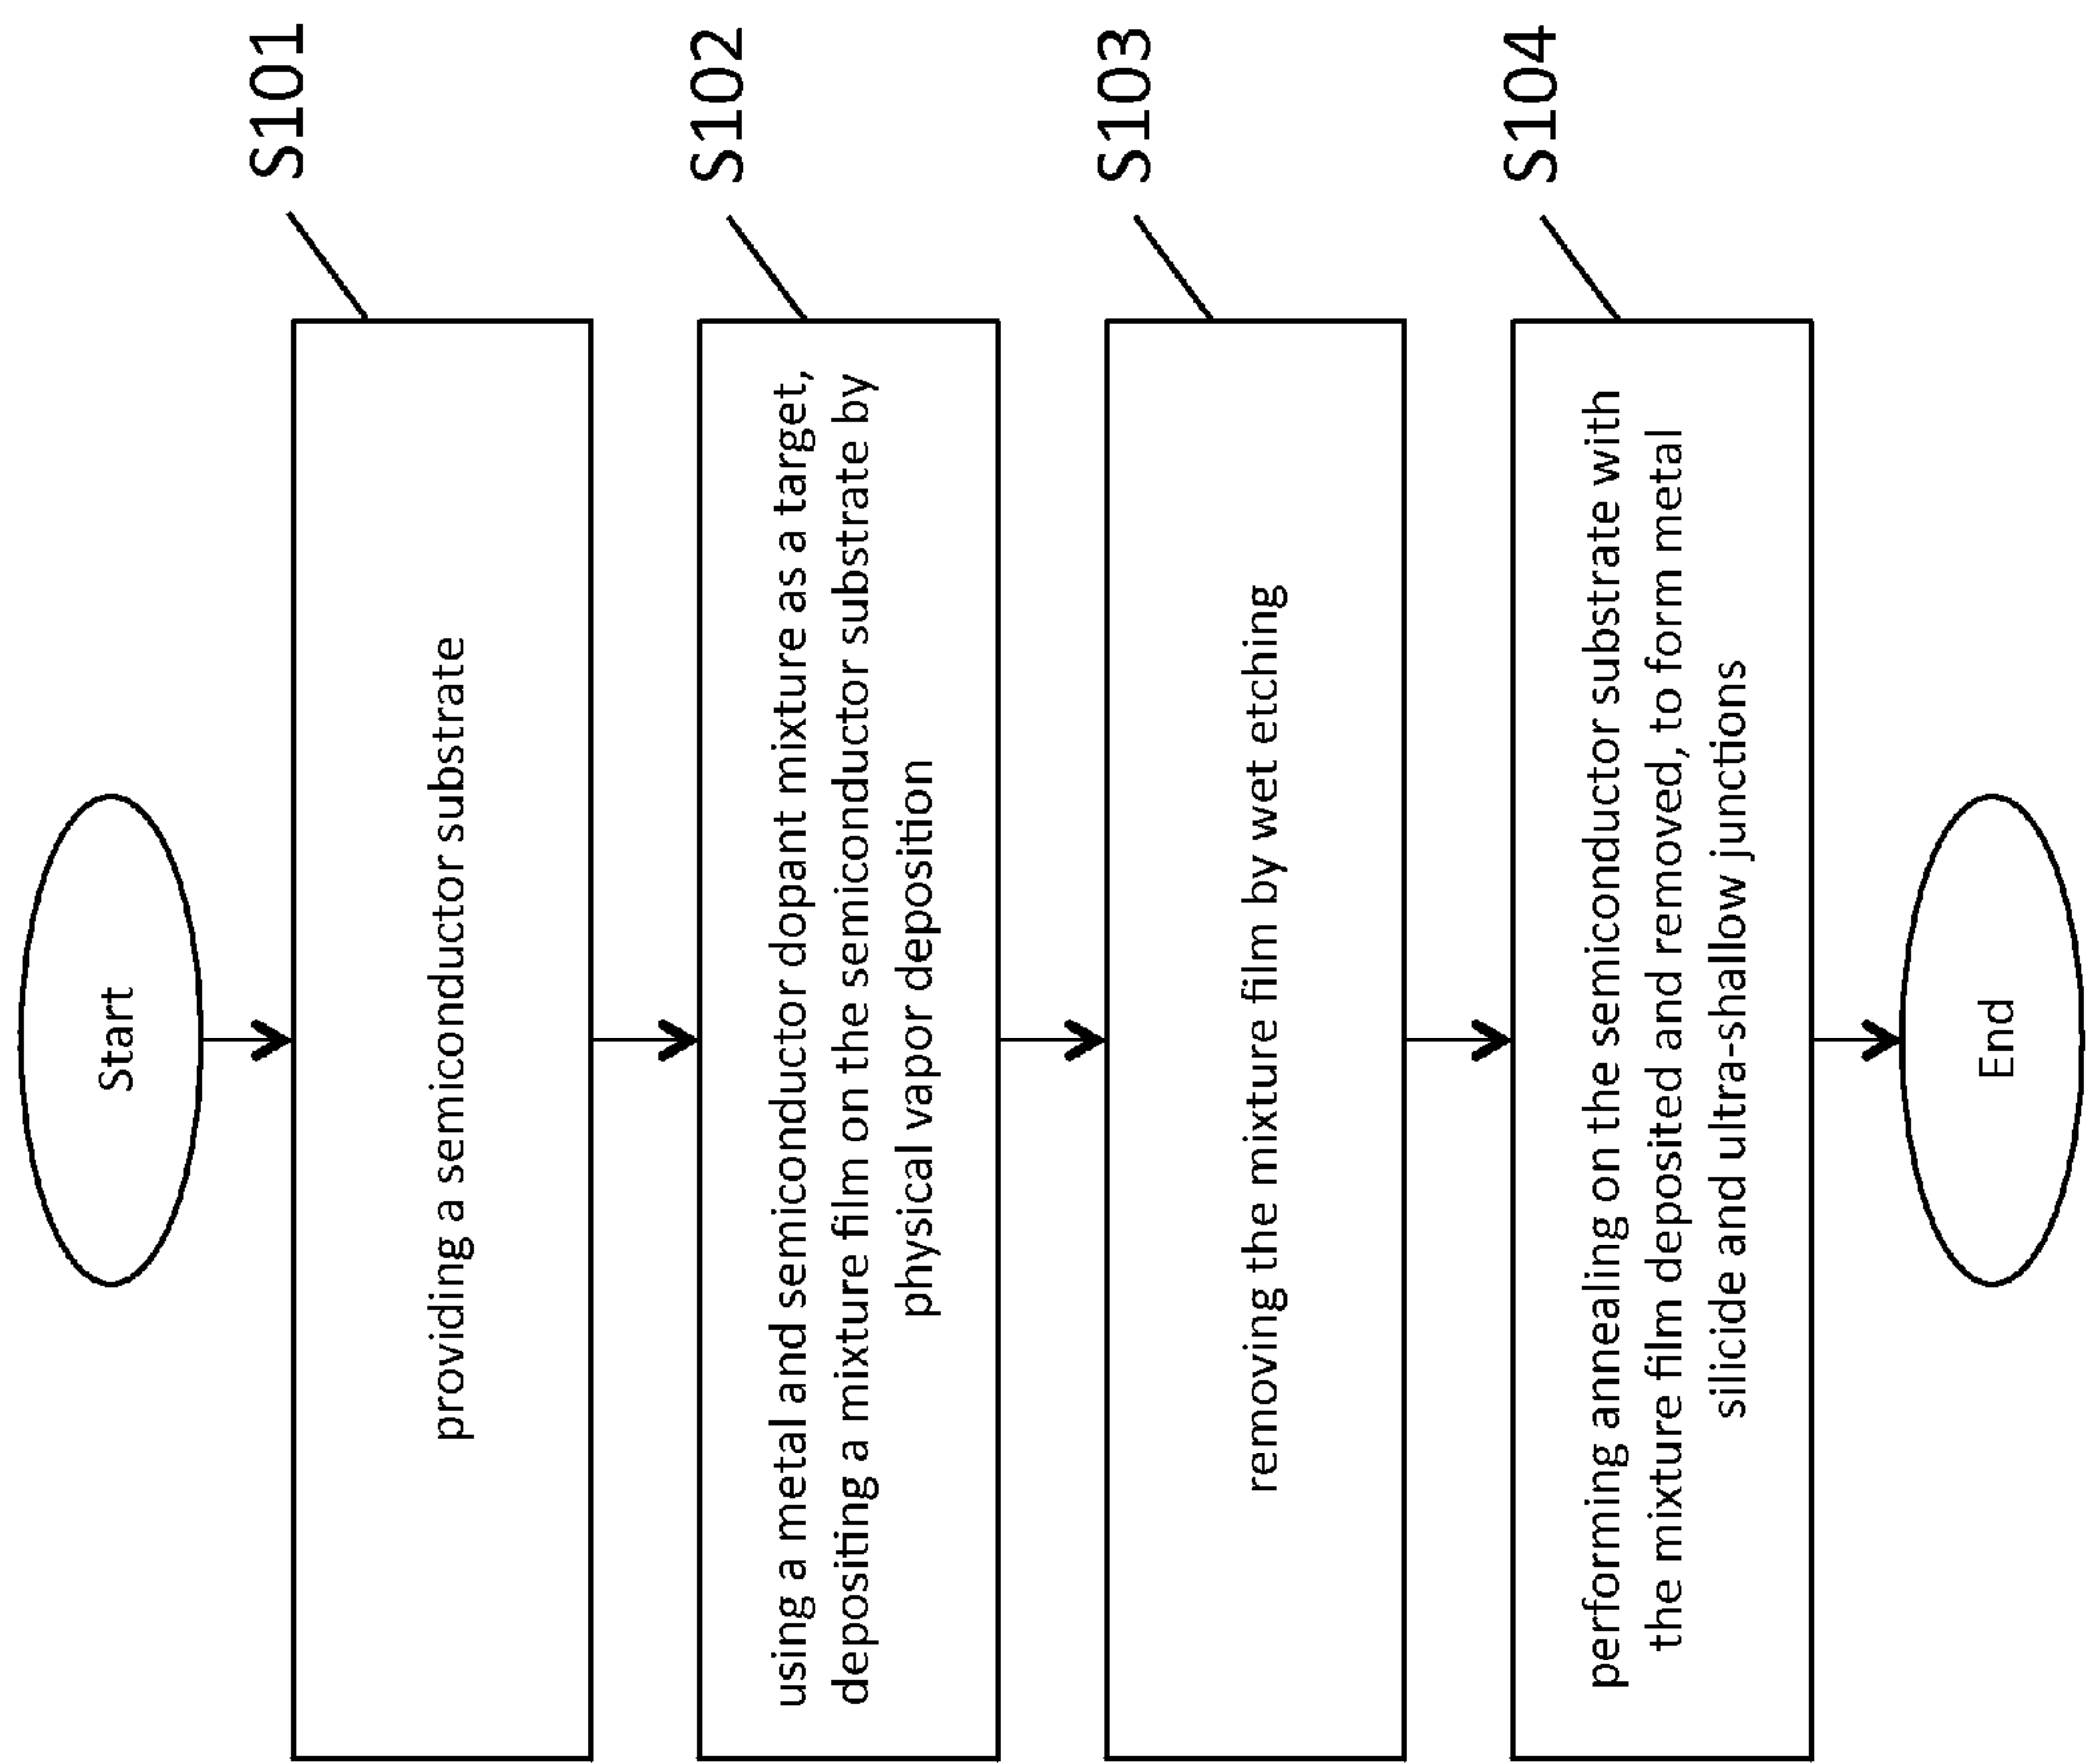 Start
S101
providing a semiconductor substrate
S102
using a metal and semiconductor dopant mixture as a target,
depositing a mixture film on the semiconductor substrate by
physical vapor deposition
S103
removing the mixture film by wet etching
S104
performing annealing on the semiconductor substrate with
the mixture film deposited and removed, to form metal
silicide and ultra-shallow junctions
End